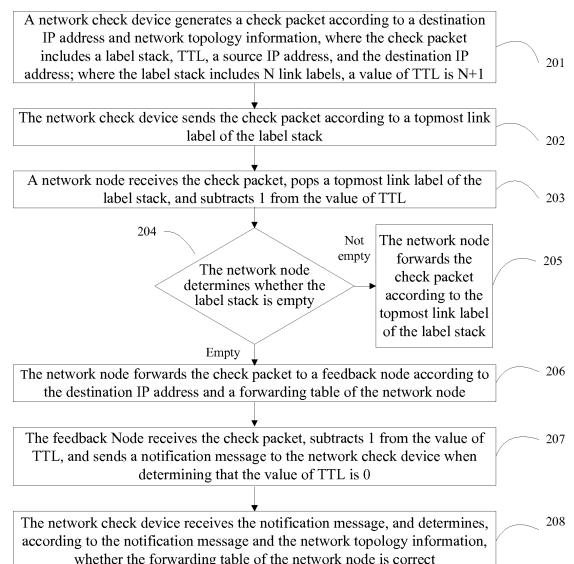 A network check device generates a check packet according to a destination
IP address and network topology information, where the check packet
includes a label stack, TTL, a source IP address, and the destination IP
address; where the label stack includes N link labels, a value of TTL is N+1
201
The network check device sends the check packet according to a topmost link
label of the label stack
202
A network node receives the check packet, pops a topmost link label of the
label stack, and subtracts 1 from the value of TTL
203
204
The network node
determines whether the
label stack is empty
Not
empty
The network node
forwards the
check packet
according to the
topmost link label
of the label stack
205
Empty
The network node forwards the check packet to a feedback node according to
the destination IP address and a forwarding table of the network node
206
The feedback Node receives the check packet, subtracts 1 from the value of
TTL, and sends a notification message to the network check device when
determining that the value of TTL is 0
207
The network check device receives the notification message, and determines,
according to the notification message and the network topology information,
whether the forwarding table of the network node is correct
208